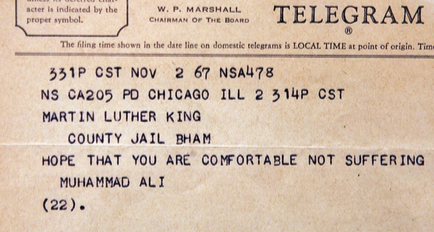 acter is indicated by the
proper symbol.
W. P. MARSHALL
CHAIRMAN OF THE BOARD
TELEGRAM
®
The filing time shown in the date line on domestic telegrams is LOCAL TIME at point of origin. Time
331P CST NOV 2 67 NSA478
NS CA205 PD CHICAGO ILL 2 314P CST
MARTIN LUTHER KING
COUNTY JAIL BHAM
HOPE THAT YOU ARE COMFORTABLE NOT SUFFERING
MUHAMMAD ALI
(22).